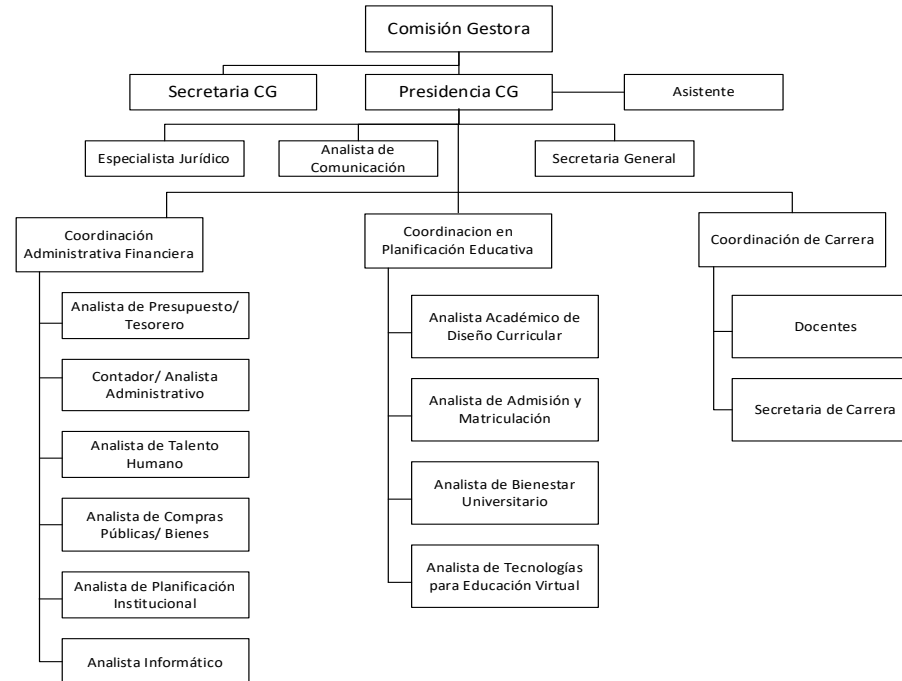 Comisión Gestora
Secretaria CG
Presidencia CG
Asistente
Especialista Jurídico
Analista de
Comunicación
Secretaria General
Coordinación
Administrativa Financiera
Coordinacion en
Planificación Educativa
Coordinación de Carrera
Analista de Presupuesto/
Tesorero
Contador/ Analista
Administrativo
Analista de Talento
Humano
Analista de Compras
Públicas/ Bienes
Analista de Planificación
Institucional
Analista Informático
Analista Académico de
Diseño Curricular
Analista de Admisión y
Matriculación
Analista de Bienestar
Universitario
Analista de Tecnologías
para Educación Virtual
Docentes
Secretaria de Carrera